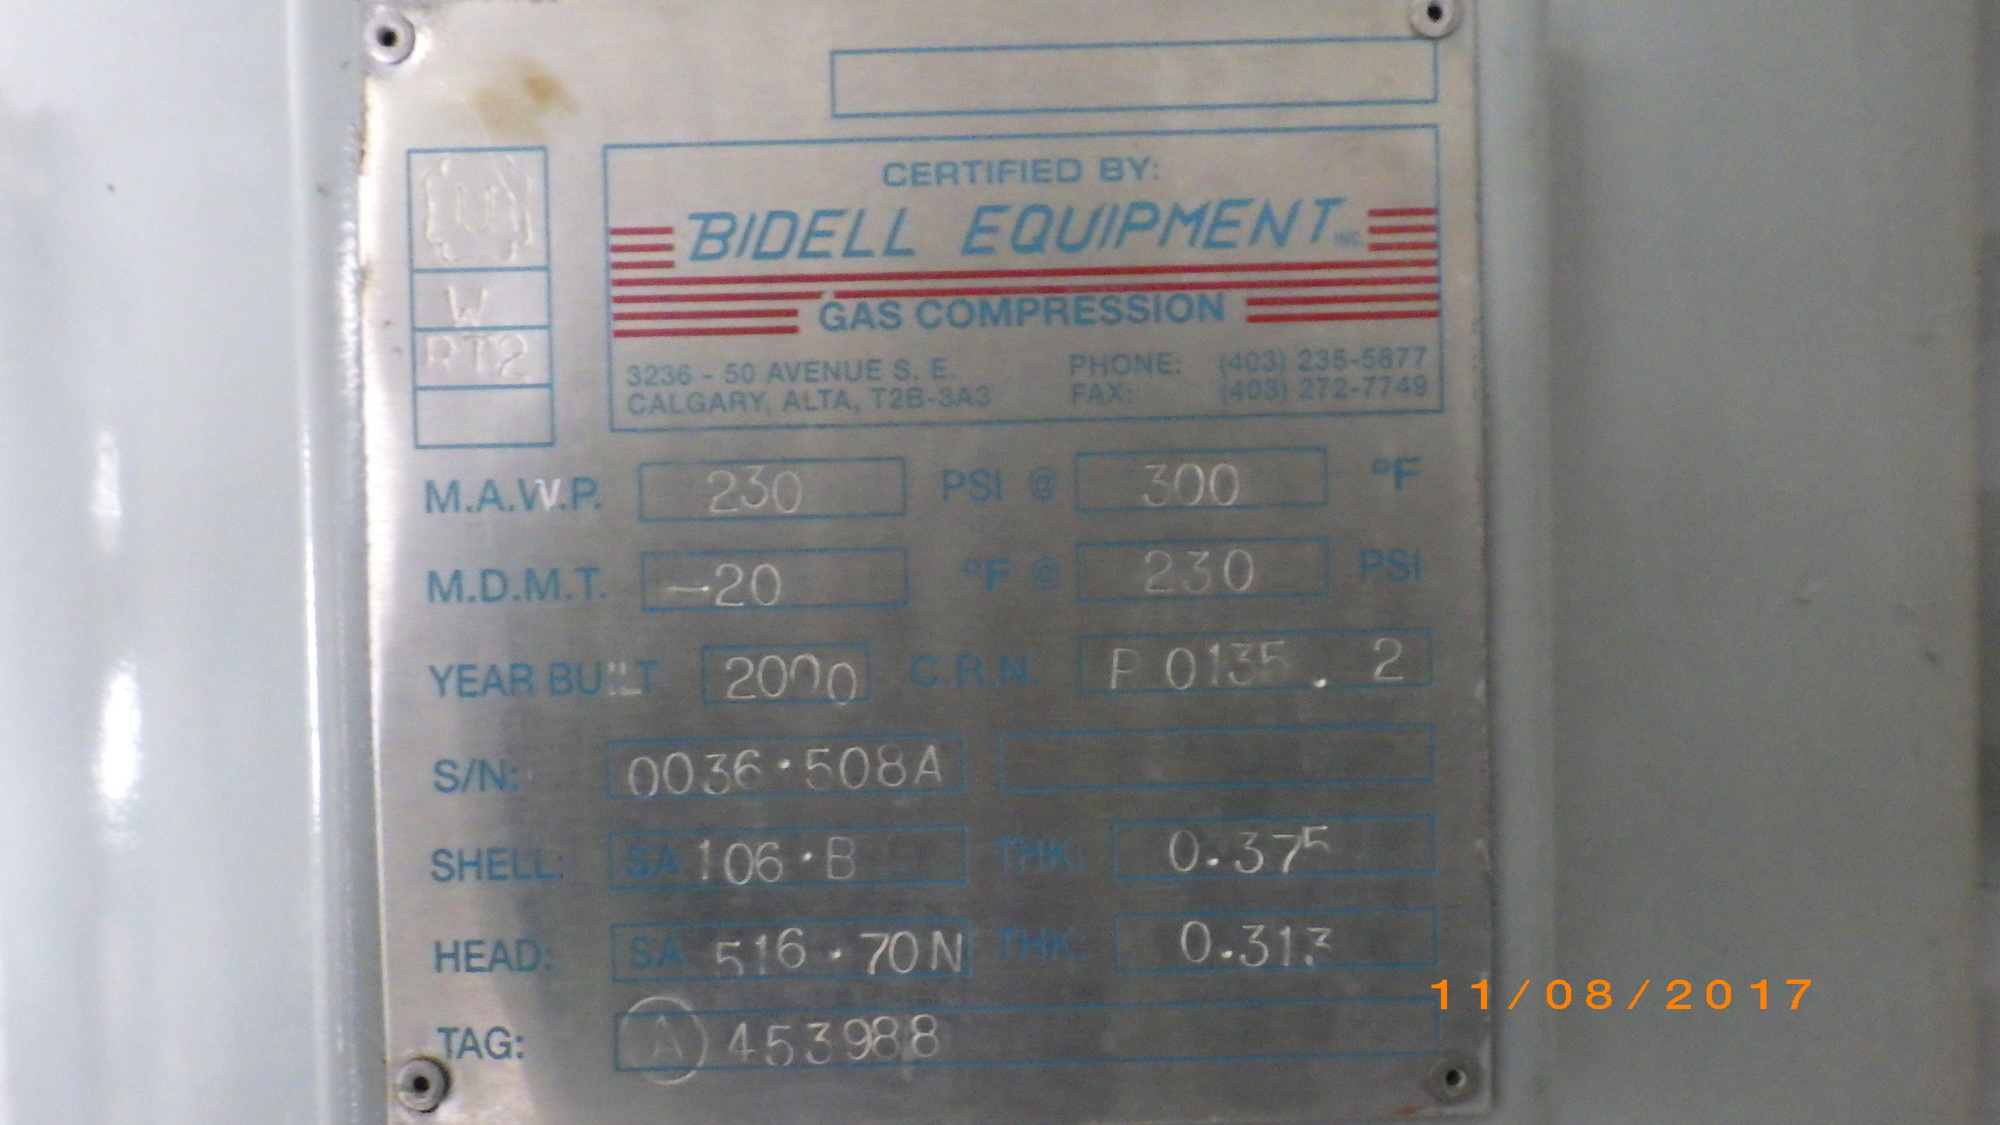 U
W
RT2
CERTIFIED BY:
BIDELL EQUIPMENT INC.
GAS COMPRESSION
3236 - 50 AVENUE S. E. PHONE: (403) 235-5877
CALGARY, ALTA, T2B-3A3 FAX: (403) 272-7749
M.A.W.P. 230 PSI @ 300 °F
M.D.M.T. -20 °F @ 230 PSI
YEAR BUILT 2000 C.R.N. P 0135 . 2
S/N: 0036·508A
SHELL: SA 106·B THK: 0.375
HEAD: SA 516·70N THK: 0.313
TAG: A 453988
11/08/2017